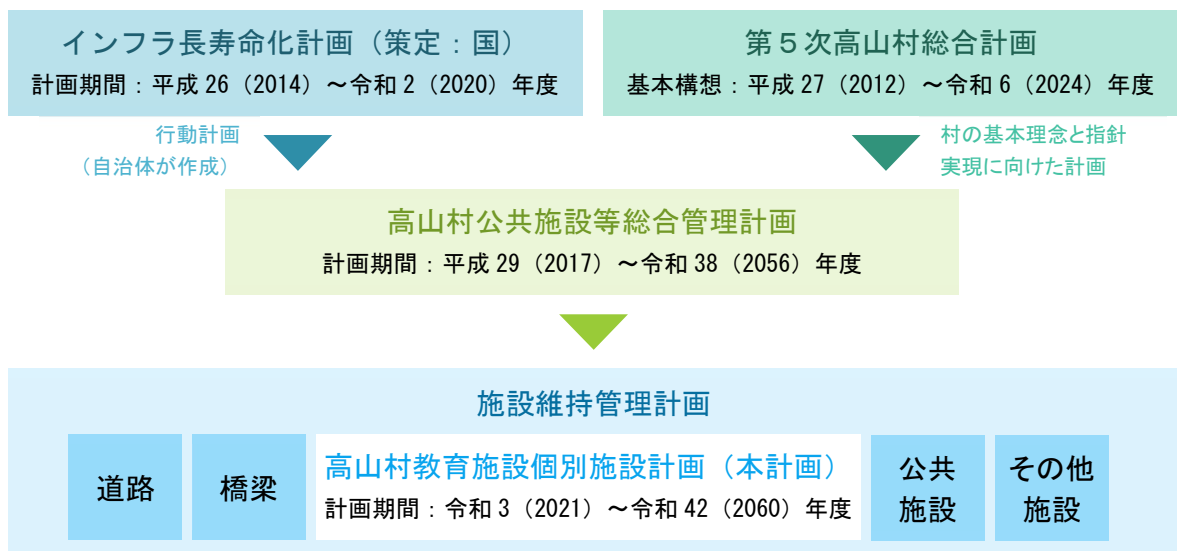 インフラ長寿命化計画（策定：国）
計画期間：平成 26（2014）～令和 2（2020）年度
第５次高山村総合計画
基本構想：平成 27（2012）～令和 6（2024）年度
行動計画
（自治体が作成）
村の基本理念と指針
実現に向けた計画
高山村公共施設等総合管理計画
計画期間：平成 29（2017）～令和 38（2056）年度
施設維持管理計画
道路
橋梁
高山村教育施設個別施設計画（本計画）
計画期間：令和 3（2021）～令和 42（2060）年度
公共
施設
その他
施設